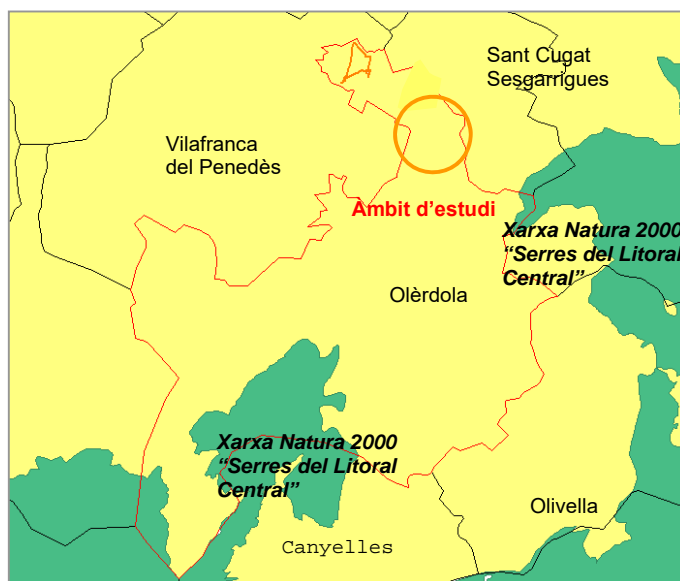 Sant Cugat
Sesgarrigues
Vilafranca
del Penedès
Ambit d'estudi
Xarxa Natura 2000
“Serres del Litoral
Central”
Olèrdola
Xarxa Natura 2000
“Serres del Litoral
Central”
Olivella
Canyelles